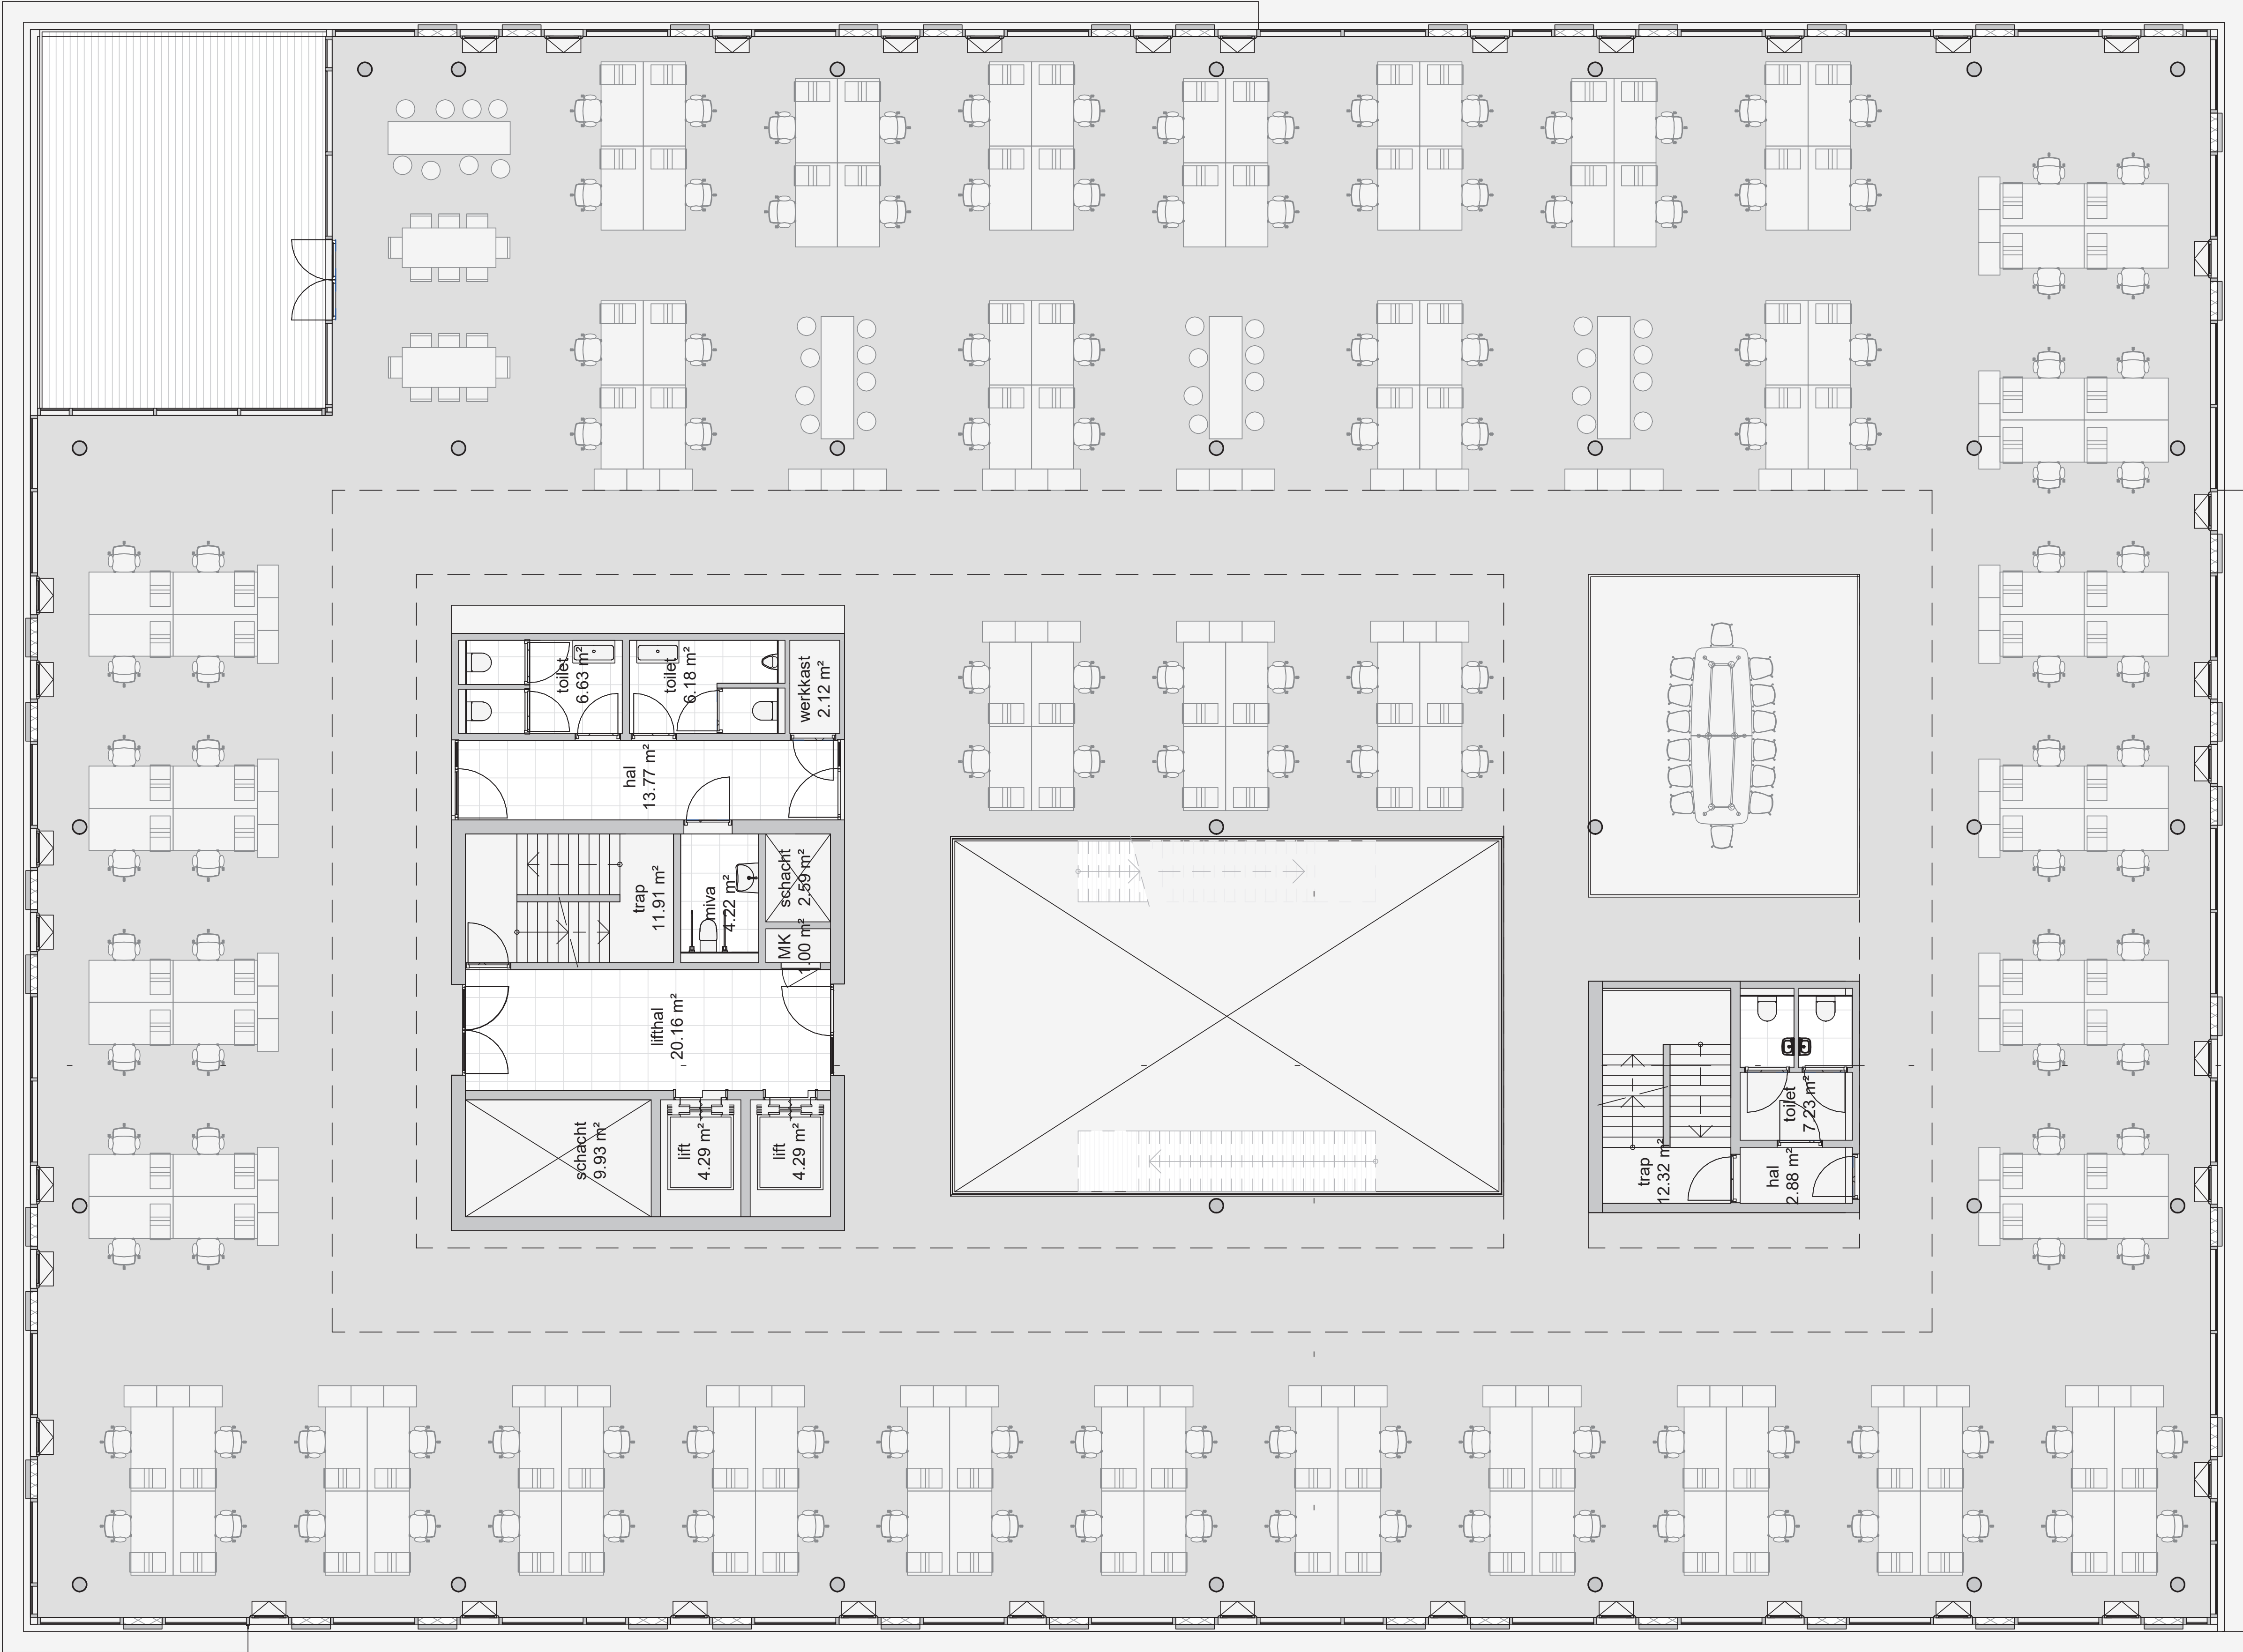 toilet
6.63 m²
toilet
6.18 m²
werkkast
2.12 m²
hal
13.77 m²
trap
11.91 m²
miva
4.22 m²
schacht
2.59 m²
MK
1.00 m²
lifthal
20.16 m²
schacht
9.93 m²
lift
4.29 m²
lift
4.29 m²
toilet
7.23 m²
trap
12.32 m²
hal
2.88 m²